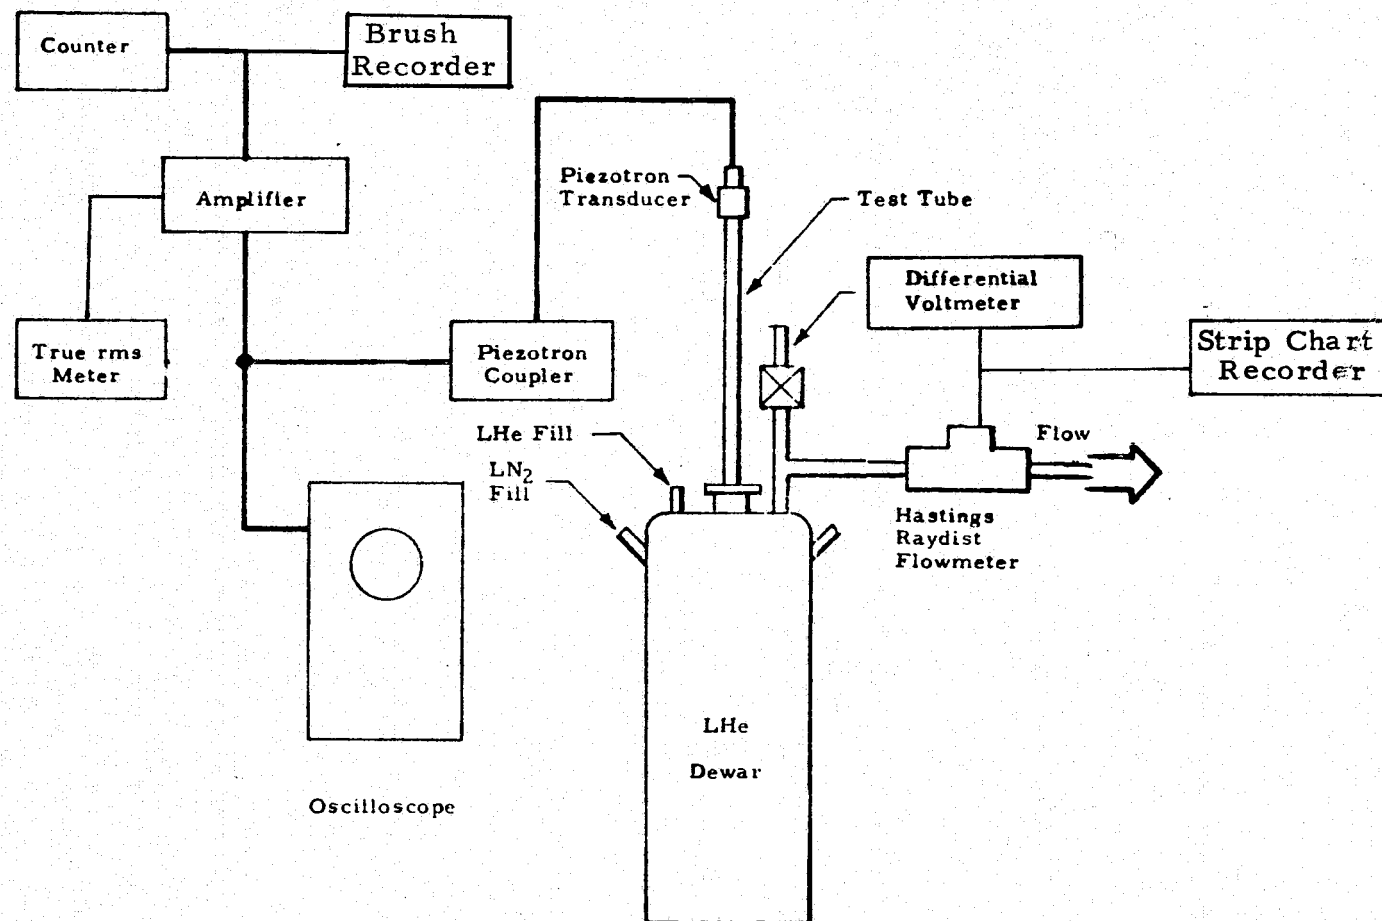 Counter
Brush
Recorder
Amplifier
Piezotron
Transducer
Test Tube
Differential
Voltmeter
True rms
Meter
Piezotron
Coupler
Strip Chart
Recorder
LHe Fill
LN2
Fill
Flow
Hastings
Raydist
Flowmeter
LHe
Dewar
Oscilloscope